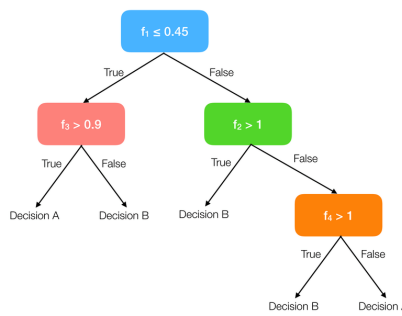 f₁ ≤ 0.45
True
False
f₃ > 0.9
f₂ > 1
True
False
True
False
Decision A
Decision B
Decision B
f₄ > 1
True
False
Decision B
Decision